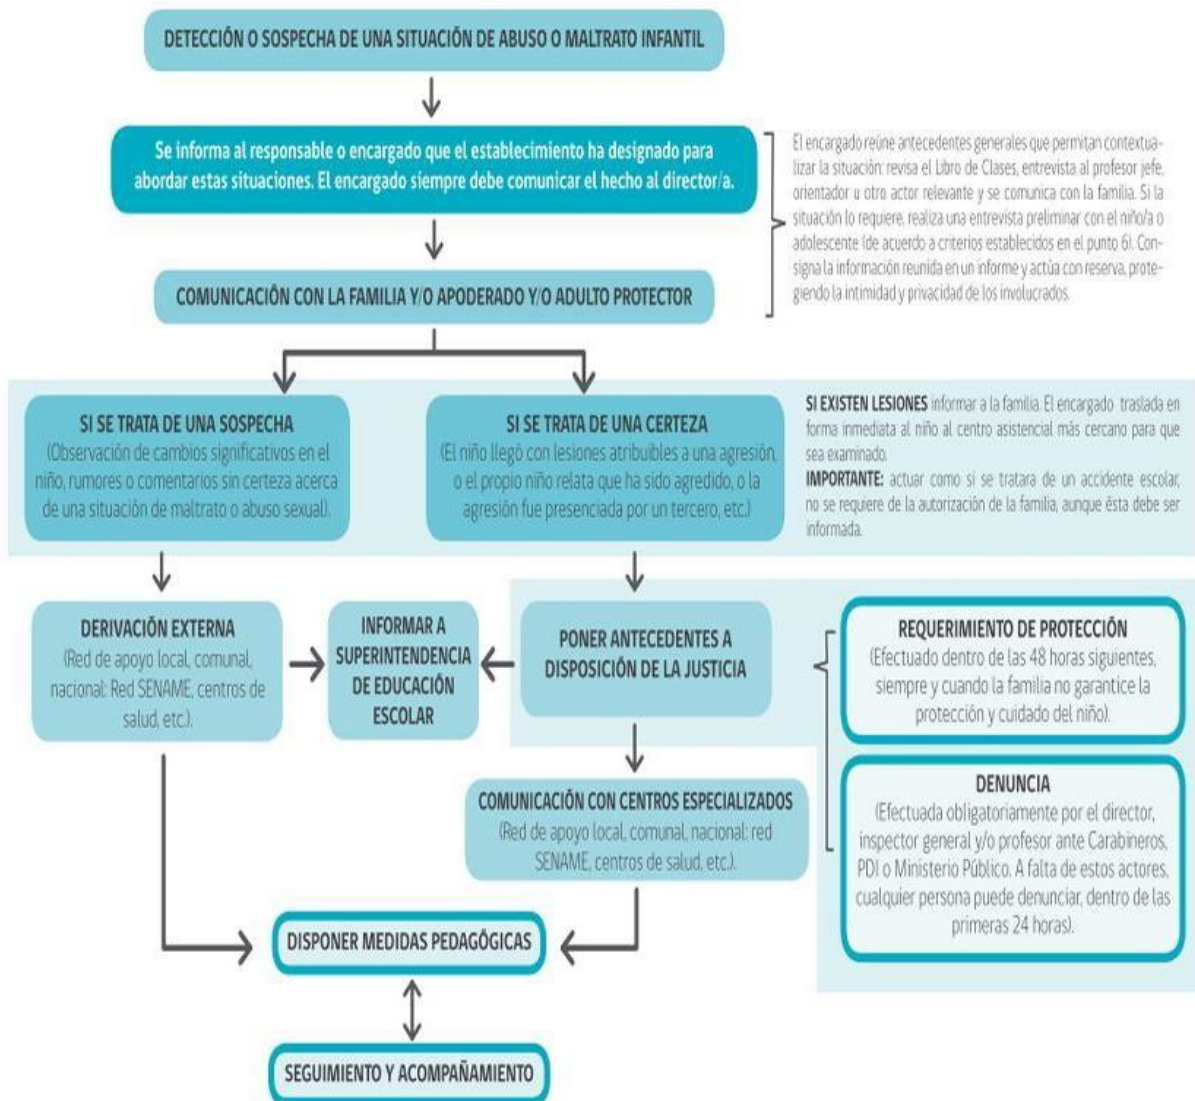 DETECCIÓN O SOSPECHA DE UNA SITUACIÓN DE ABUSO O MALTRATO INFANTIL
Se informa al responsable o encargado que el establecimiento ha designado para
abordar estas situaciones. El encargado siempre debe comunicar el hecho al director/a.
El encargado reúne antecedentes generales que permitan contextua-
lizar la situación: revisa el Libro de Clases, entrevista al profesor jefe,
orientador u otro actor relevante y se comunica con la familia. Si la
situación lo requiere, realiza una entrevista preliminar con el niño/a o
adolescente (de acuerdo a criterios establecidos en el punto 6). Con-
signa la información reunida en un informe y actúa con reserva, prote-
giendo la intimidad y privacidad de los involucrados.
COMUNICACIÓN CON LA FAMILIA Y/O APODERADO Y/O ADULTO PROTECTOR
SI SE TRATA DE UNA SOSPECHA
(Observación de cambios significativos en el
niño, rumores o comentarios sin certeza acerca
de una situación de maltrato o abuso sexual).
SI SE TRATA DE UNA CERTEZA
(El niño llegó con lesiones atribuibles a una agresión,
o el propio niño relata que ha sido agredido, o la
agresión fue presenciada por un tercero, etc.)
SI EXISTEN LESIONES informar a la familia. El encargado traslada en
forma inmediata al niño al centro asistencial más cercano para que
sea examinado.
IMPORTANTE: actuar como si se tratara de un accidente escolar,
no se requiere de la autorización de la familia, aunque ésta debe ser
informada.
DERIVACIÓN EXTERNA
(Red de apoyo local, comunal,
nacional: Red SENAME, centros de
salud, etc.).
INFORMAR A
SUPERINTENDENCIA
DE EDUCACIÓN
ESCOLAR
PONER ANTECEDENTES A
DISPOSICIÓN DE LA JUSTICIA
REQUERIMIENTO DE PROTECCIÓN
(Efectuado dentro de las 48 horas siguientes,
siempre y cuando la familia no garantice la
protección y cuidado del niño).
DENUNCIA
(Efectuada obligatoriamente por el director,
inspector general y/o profesor ante Carabineros,
PDI o Ministerio Público. A falta de estos actores,
cualquier persona puede denunciar, dentro de las
primeras 24 horas).
COMUNICACIÓN CON CENTROS ESPECIALIZADOS
(Red de apoyo local, comunal, nacional: red
SENAME, centros de salud, etc.).
DISPONER MEDIDAS PEDAGÓGICAS
SEGUIMIENTO Y ACOMPAÑAMIENTO